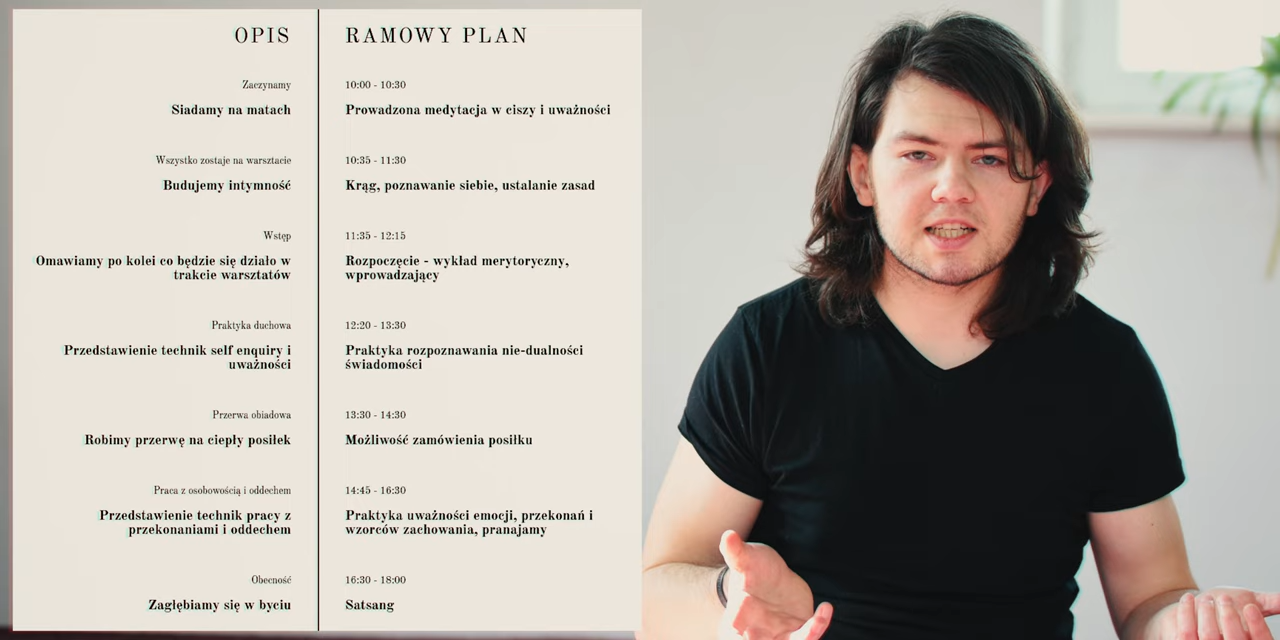 OPIS
RAMOWY PLAN
Zaczynamy
10:00 - 10:30
Siadamy na matach
Prowadzona medytacja w ciszy i uważności
Wszystko zostaje na warsztacie
10:35 - 11:30
Budujemy intymność
Krąg, poznawanie siebie, ustalanie zasad
Wstęp
11:35 - 12:15
Omawiamy po kolei co będzie się działo w
trakcie warsztatów
Rozpoczęcie - wykład merytoryczny,
wprowadzający
Praktyka duchowa
12:20 - 13:30
Przedstawienie technik self enquiry i
uważności
Praktyka rozpoznawania nie-dualności
świadomości
Przerwa obiadowa
13:30 - 14:30
Robimy przerwę na ciepły posiłek
Możliwość zamówienia posiłku
Praca z osobowością i oddechem
14:45 - 16:30
Przedstawienie technik pracy z
przekonaniami i oddechem
Praktyka uważności emocji, przekonań i
wzorców zachowania, pranajamy
Obecność
16:30 - 18:00
Zagłębiamy się w byciu
Satsang